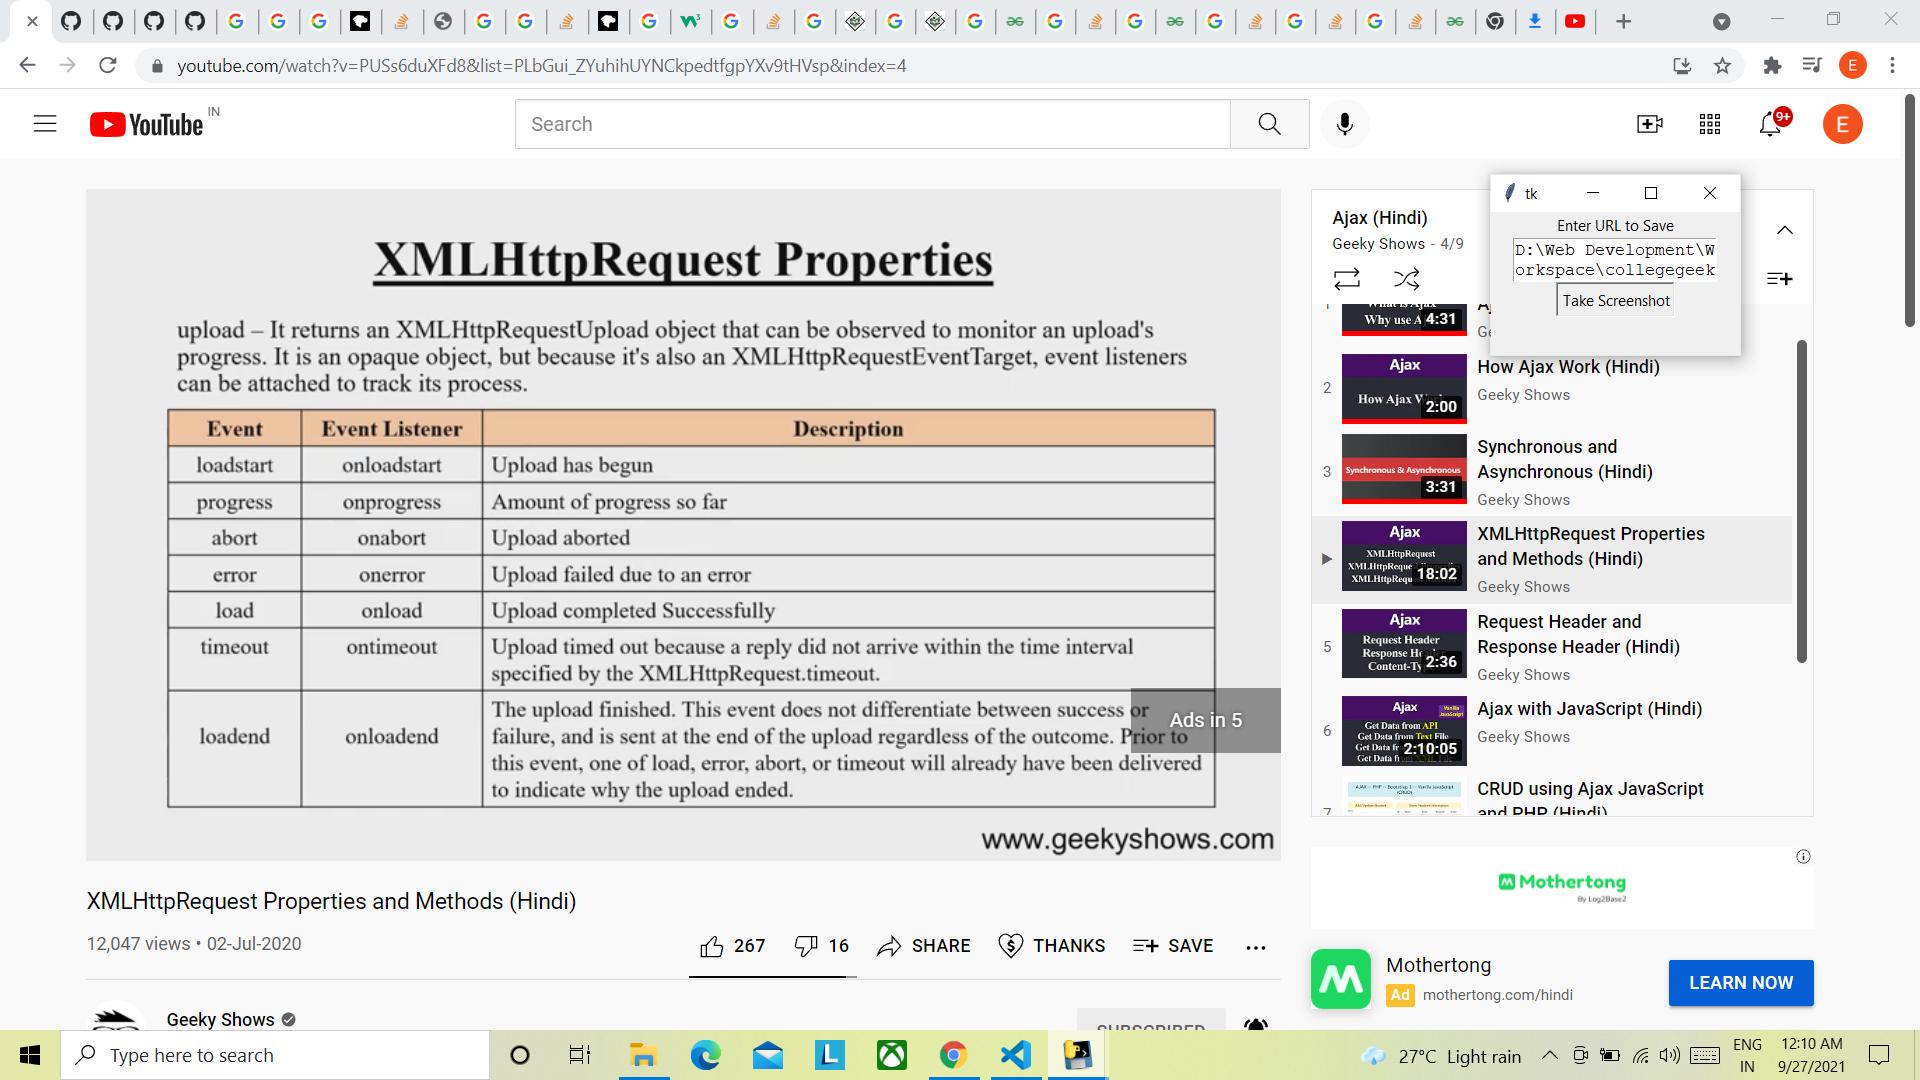 youtube.com/watch?v=PUSs6duXFd8&list=PLbGui_ZYuhihUYNCkpedtfgpYXv9tHVsp&index=4
E
YouTube IN
Search
9+
E
XMLHttpRequest Properties
upload – It returns an XMLHttpRequestUpload object that can be observed to monitor an upload's
progress. It is an opaque object, but because it's also an XMLHttpRequestEventTarget, event listeners
can be attached to track its process.
Event Event Listener Description
loadstart onloadstart Upload has begun
progress onprogress Amount of progress so far
abort onabort Upload aborted
error onerror Upload failed due to an error
load onload Upload completed Successfully
timeout ontimeout Upload timed out because a reply did not arrive within the time interval
specified by the XMLHttpRequest.timeout.
loadend onloadend The upload finished. This event does not differentiate between success or
failure, and is sent at the end of the upload regardless of the outcome. Prior to
this event, one of load, error, abort, or timeout will already have been delivered
to indicate why the upload ended.
Ads in 5
www.geekyshows.com
XMLHttpRequest Properties and Methods (Hindi)
12,047 views • 02-Jul-2020
267 16 SHARE THANKS SAVE
Geeky Shows
SUBSCRIBED
tk
Enter URL to Save
D:\Web Development\W
orkspace\collegegeek
Take Screenshot
Ajax (Hindi)
Geeky Shows - 4/9
Why use
4:31
2
Ajax
How Ajax
2:00
How Ajax Work (Hindi)
Geeky Shows
3
Synchronous & Asynchronous
3:31
Synchronous and
Asynchronous (Hindi)
Geeky Shows
Ajax
XMLHttpRequest
18:02
XMLHttpRequest Properties
and Methods (Hindi)
Geeky Shows
5
Ajax
Request Header
Response
2:36
Request Header and
Response Header (Hindi)
Geeky Shows
6
Ajax
Vanilla
JavaScript
Get Data from API
Get Data from Text File
2:10:05
Ajax with JavaScript (Hindi)
Geeky Shows
7
CRUD using Ajax JavaScript
and PHP (Hindi)
Mothertong
By Log2Base2
Mothertong
Ad mothertong.com/hindi
LEARN NOW
Type here to search
27°C Light rain
ENG
IN
12:10 AM
9/27/2021